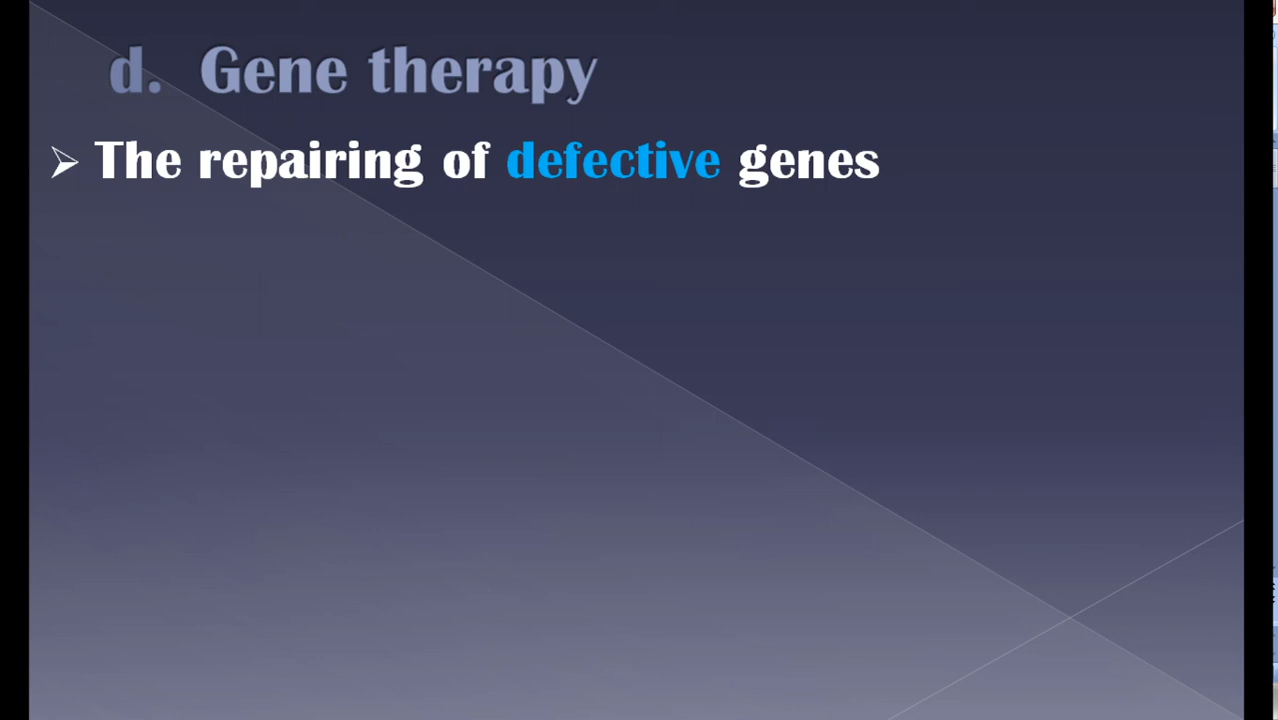 d. Gene therapy
➢ The repairing of defective genes